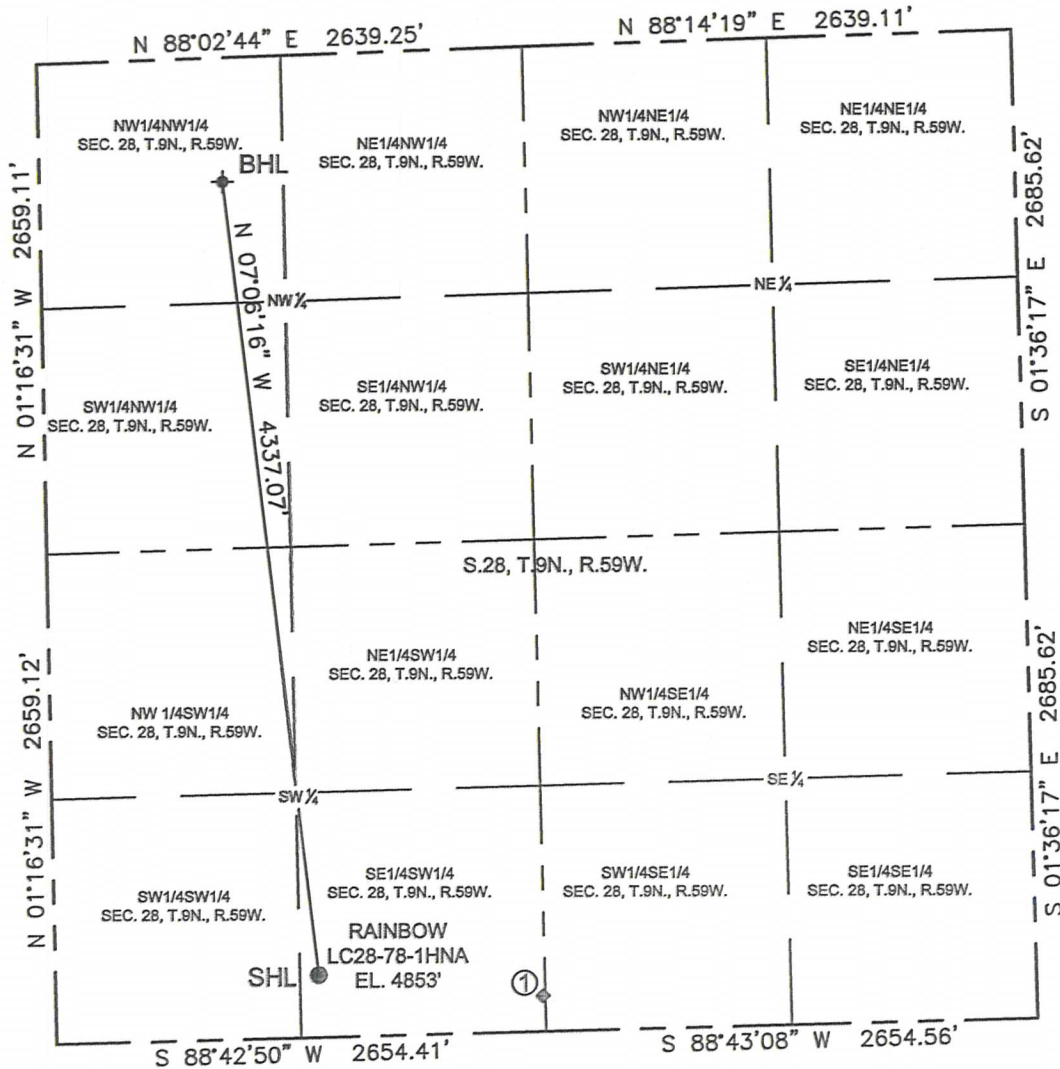 N 88°02'44" E 2639.25'
N 88°14'19" E 2639.11'
NW1/4NW1/4
SEC. 28, T.9N., R.59W.
NE1/4NW1/4
SEC. 28, T.9N., R.59W.
NW1/4NE1/4
SEC. 28, T.9N., R.59W.
NE1/4NE1/4
SEC. 28, T.9N., R.59W.
BHL
N 01°16'31" W 2659.11'
N 07°06'16" W 4337.07'
S 01°36'17" E 2685.62'
NW¼
NE¼
SW1/4NW1/4
SEC. 28, T.9N., R.59W.
SE1/4NW1/4
SEC. 28, T.9N., R.59W.
SW1/4NE1/4
SEC. 28, T.9N., R.59W.
SE1/4NE1/4
SEC. 28, T.9N., R.59W.
S.28, T.9N., R.59W.
NW 1/4SW1/4
SEC. 28, T.9N., R.59W.
NE1/4SW1/4
SEC. 28, T.9N., R.59W.
NW1/4SE1/4
SEC. 28, T.9N., R.59W.
NE1/4SE1/4
SEC. 28, T.9N., R.59W.
N 01°16'31" W 2659.12'
S 01°36'17" E 2685.62'
SW¼
SE¼
SW1/4SW1/4
SEC. 28, T.9N., R.59W.
SE1/4SW1/4
SEC. 28, T.9N., R.59W.
SW1/4SE1/4
SEC. 28, T.9N., R.59W.
SE1/4SE1/4
SEC. 28, T.9N., R.59W.
RAINBOW
LC28-78-1HNA
EL. 4853'
SHL
①
S 88°42'50" W 2654.41'
S 88°43'08" W 2654.56'